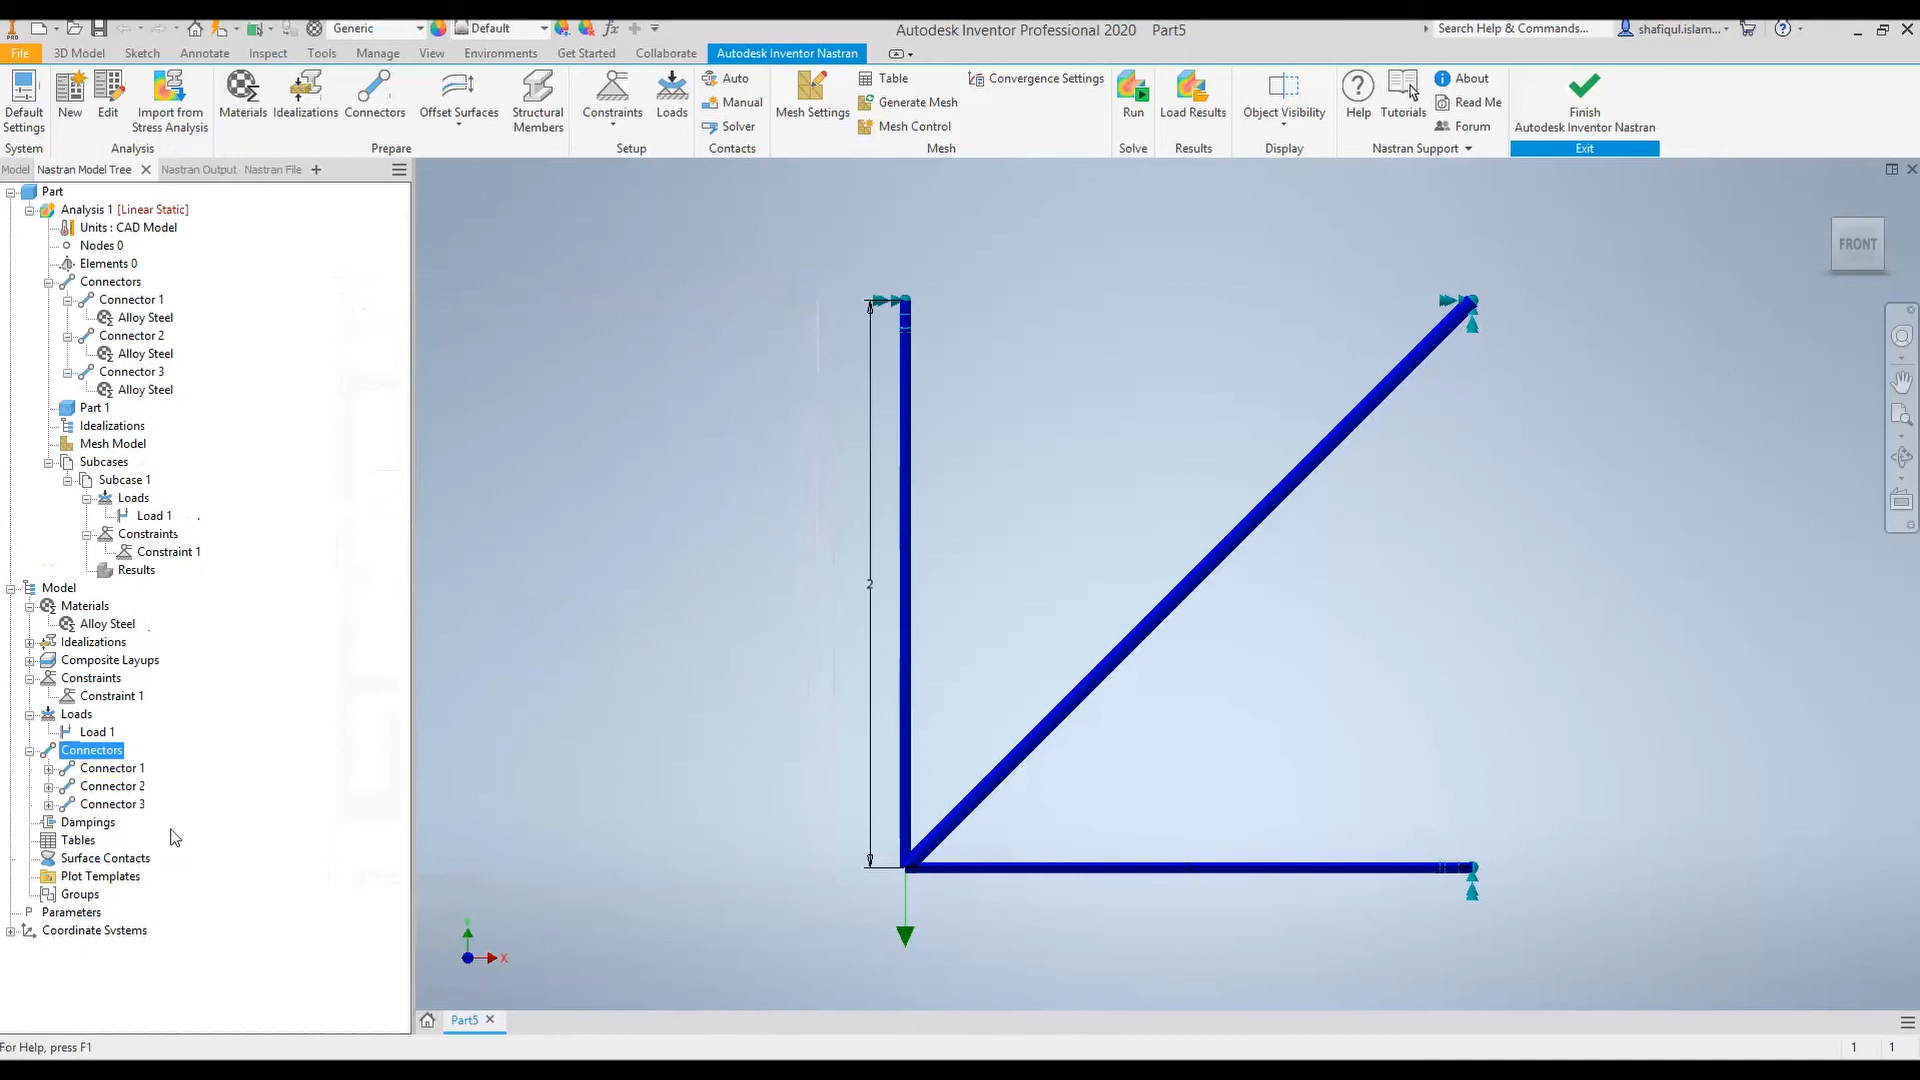 Generic
Default
fx
Autodesk Inventor Professional 2020 Part5
Search Help & Commands...
shafiqul.islam...
File 3D Model Sketch Annotate Inspect Tools Manage View Environments Get Started Collaborate Autodesk Inventor Nastran
Default Settings
New
Edit
Import from Stress Analysis
Materials
Idealizations
Connectors
Offset Surfaces
Structural Members
Constraints
Loads
Auto
Manual
Solver
Mesh Settings
Table
Generate Mesh
Mesh Control
Convergence Settings
Run
Load Results
Object Visibility
Help
Tutorials
About
Read Me
Forum
Finish
Autodesk Inventor Nastran
System Analysis Prepare Setup Contacts Mesh Solve Results Display Nastran Support Exit
Model Nastran Model Tree Nastran Output Nastran File +
Part
Analysis 1 [Linear Static]
Units : CAD Model
Nodes 0
Elements 0
Connectors
Connector 1
Alloy Steel
Connector 2
Alloy Steel
Connector 3
Alloy Steel
Part 1
Idealizations
Mesh Model
Subcases
Subcase 1
Loads
Load 1
Constraints
Constraint 1
Results
Model
Materials
Alloy Steel
Idealizations
Composite Layups
Constraints
Constraint 1
Loads
Load 1
Connectors
Connector 1
Connector 2
Connector 3
Dampings
Tables
Surface Contacts
Plot Templates
Groups
Parameters
Coordinate Systems
FRONT
2
Y
X
Part5
For Help, press F1
1 1